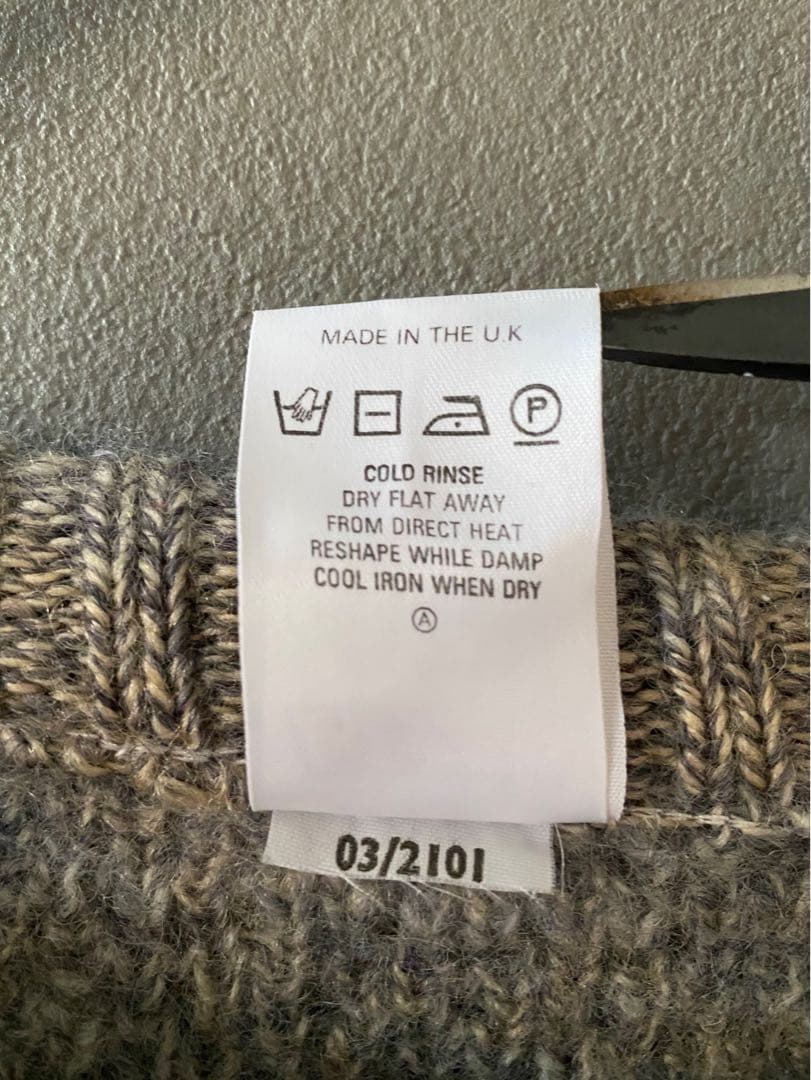 MADE IN THE U.K
P
COLD RINSE
DRY FLAT AWAY
FROM DIRECT HEAT
RESHAPE WHILE DAMP
COOL IRON WHEN DRY
A
03/2101